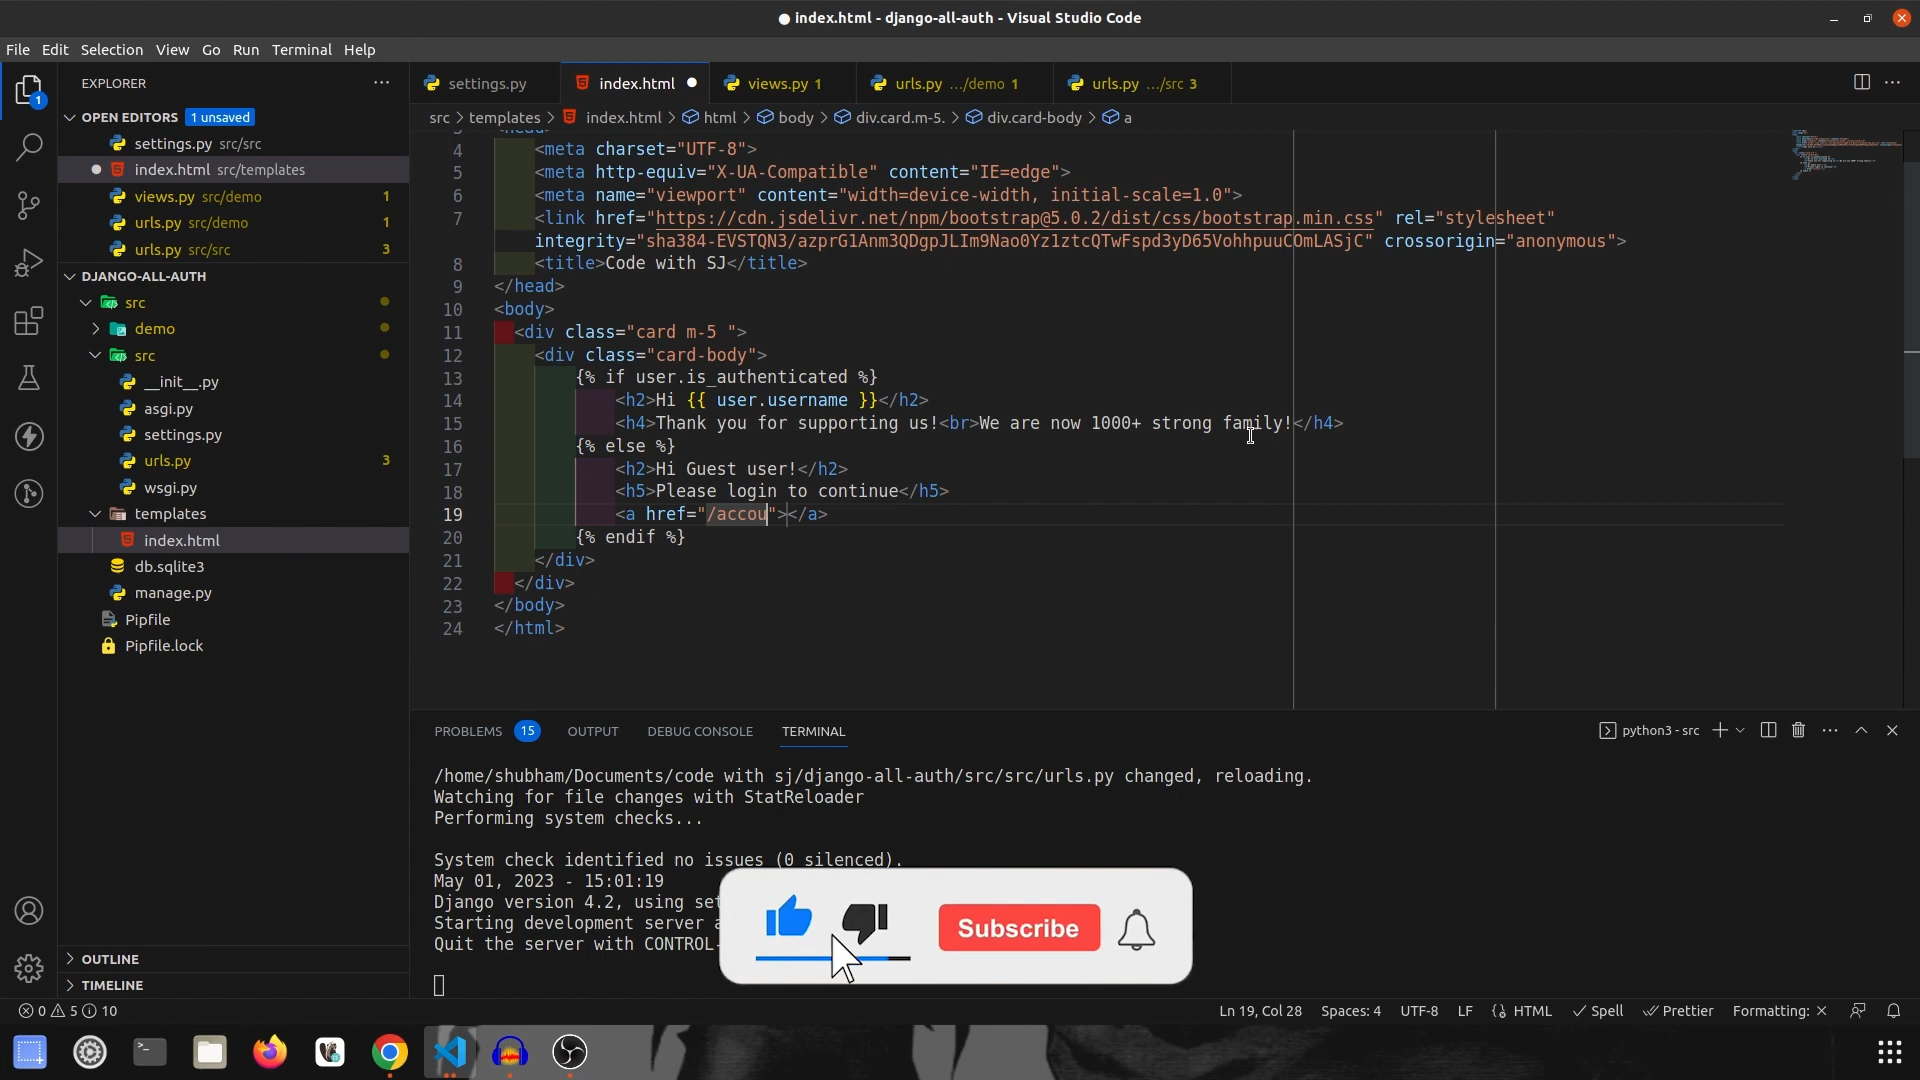 index.html - django-all-auth - Visual Studio Code
File Edit Selection View Go Run Terminal Help
EXPLORER
OPEN EDITORS 1 unsaved
settings.py src/src
index.html src/templates
views.py src/demo 1
urls.py src/demo 1
urls.py src/src 3
DJANGO-ALL-AUTH
src
demo
src
__init__.py
asgi.py
settings.py
urls.py 3
wsgi.py
templates
index.html
db.sqlite3
manage.py
Pipfile
Pipfile.lock
OUTLINE
TIMELINE
settings.py index.html views.py 1 urls.py .../demo 1 urls.py .../src 3
src > templates > index.html > html > body > div.card.m-5. > div.card-body > a
4 <meta charset="UTF-8">
5 <meta http-equiv="X-UA-Compatible" content="IE=edge">
6 <meta name="viewport" content="width=device-width, initial-scale=1.0">
7 <link href="https://cdn.jsdelivr.net/npm/bootstrap@5.0.2/dist/css/bootstrap.min.css" rel="stylesheet"
integrity="sha384-EVSTQN3/azprG1Anm3QDgpJLIm9Nao0Yz1ztcQTwFspd3yD65VohhpuuCOmLASjC" crossorigin="anonymous">
8 <title>Code with SJ</title>
9 </head>
10 <body>
11 <div class="card m-5 ">
12 <div class="card-body">
13 {% if user.is_authenticated %}
14 <h2>Hi {{ user.username }}</h2>
15 <h4>Thank you for supporting us!<br>We are now 1000+ strong family!</h4>
16 {% else %}
17 <h2>Hi Guest user!</h2>
18 <h5>Please login to continue</h5>
19 <a href="/accou"></a>
20 {% endif %}
21 </div>
22 </div>
23 </body>
24 </html>
PROBLEMS 15 OUTPUT DEBUG CONSOLE TERMINAL
python3 - src
/home/shubham/Documents/code with sj/django-all-auth/src/src/urls.py changed, reloading.
Watching for file changes with StatReloader
Performing system checks...
System check identified no issues (0 silenced).
May 01, 2023 - 15:01:19
Django version 4.2, using set
Starting development server a
Quit the server with CONTROL-
Subscribe
0 5 10
Ln 19, Col 28 Spaces: 4 UTF-8 LF HTML Spell Prettier Formatting: